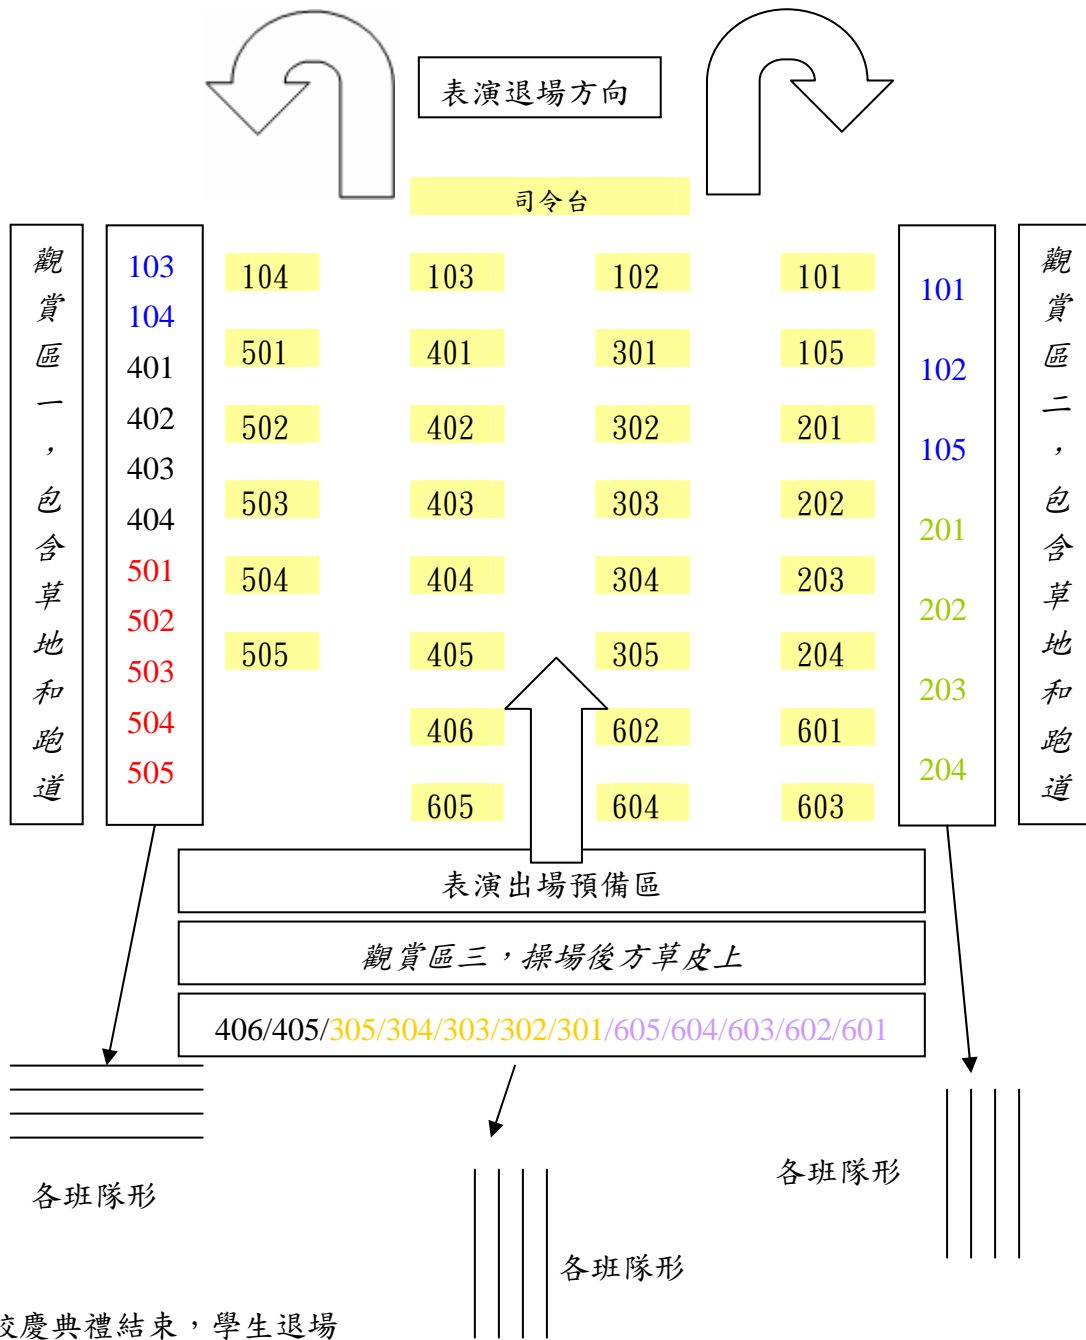 表演退場方向
司令台
觀賞區一，包含草地和跑道
103
104
401
402
403
404
501
502
503
504
505
104 103 102 101
501 401 301 105
502 402 302 201
503 403 303 202
504 404 304 203
505 405 305 204
406 602 601
605 604 603
101
102
105
201
202
203
204
觀賞區二，包含草地和跑道
表演出場預備區
觀賞區三，操場後方草皮上
406/405/305/304/303/302/301/605/604/603/602/601
各班隊形
各班隊形
各班隊形
校慶典禮結束，學生退場